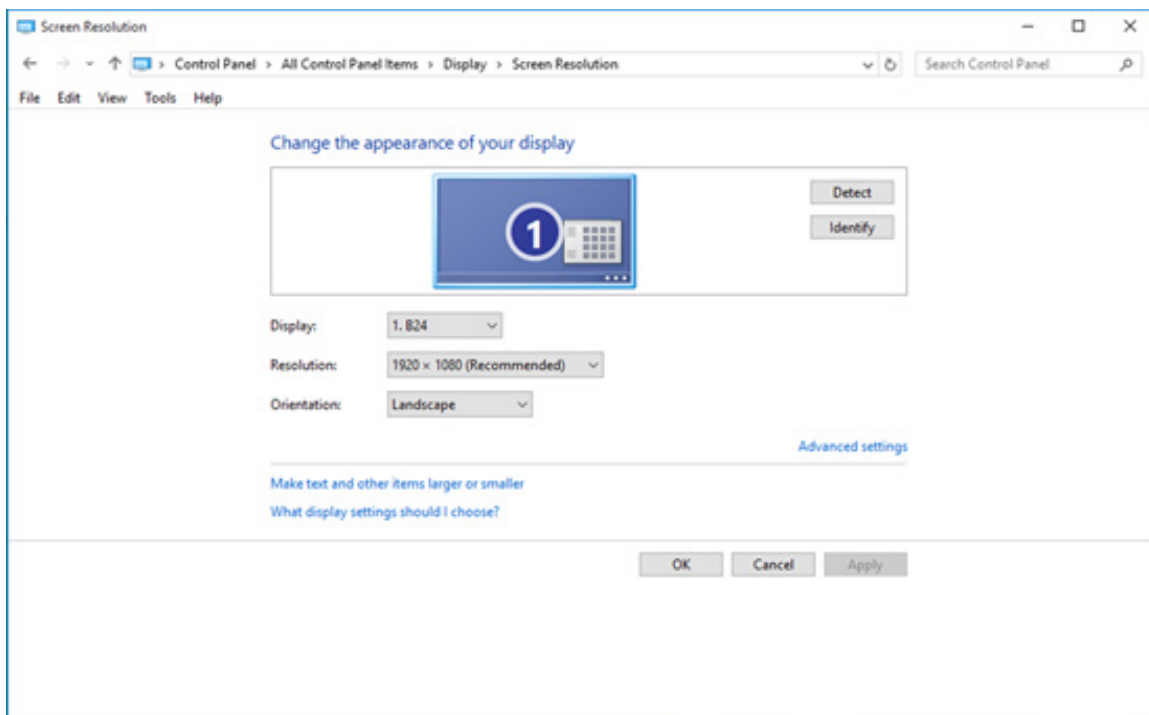 Screen Resolution
Control Panel > All Control Panel Items > Display > Screen Resolution
Search Control Panel
File Edit View Tools Help
Change the appearance of your display
1
Detect
Identify
Display: 1. B24
Resolution: 1920 × 1080 (Recommended)
Orientation: Landscape
Advanced settings
Make text and other items larger or smaller
What display settings should I choose?
OK Cancel Apply